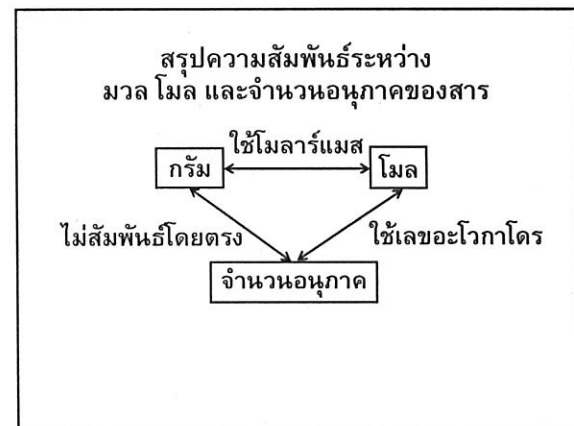 สรุปความสัมพันธ์ระหว่าง
มวล โมล และจำนวนอนุภาคของสาร
ใช้โมลาร์แมส
กรัม
โมล
ไม่สัมพันธ์โดยตรง
ใช้เลขอะโวกาโดร
จำนวนอนุภาค